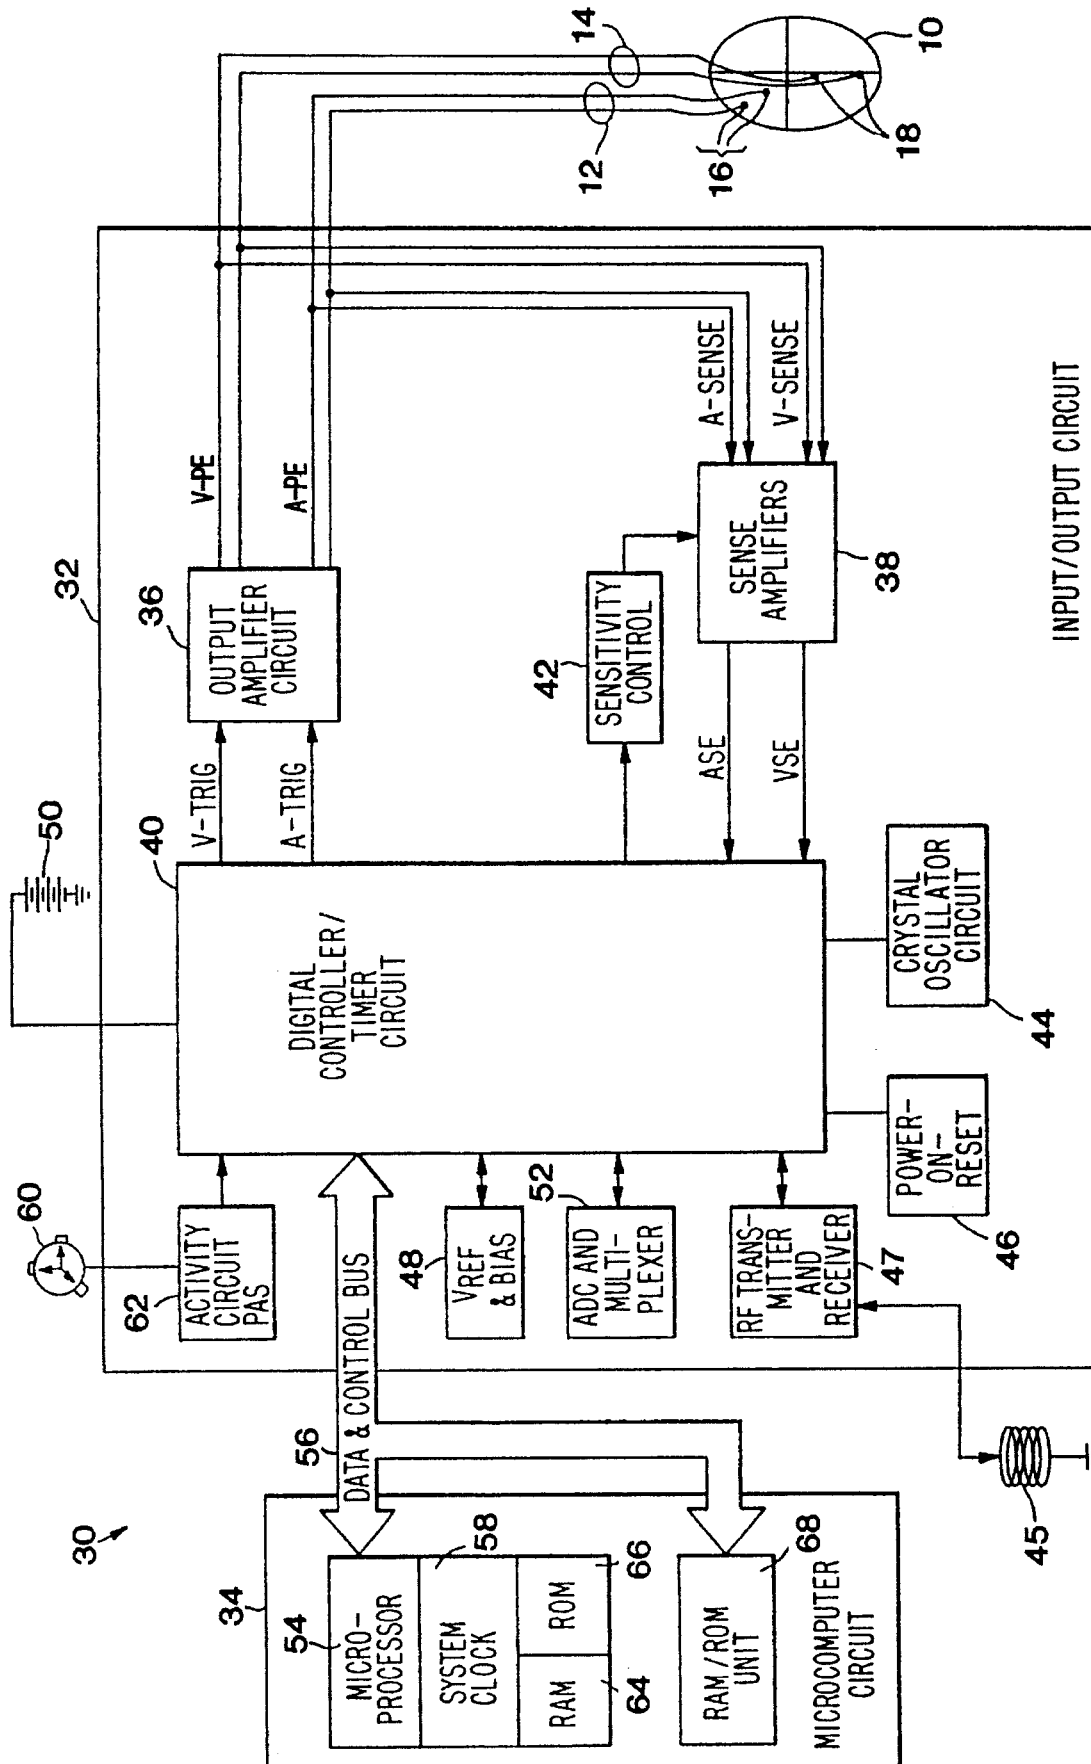 30
34
54
MICRO-
PROCESSOR
58
SYSTEM
CLOCK
RAM
ROM
64
66
RAM/ROM
UNIT
68
MICROCOMPUTER
CIRCUIT
56
DATA & CONTROL BUS
45
60
62
ACTIVITY
CIRCUIT
PAS
48
VREF
& BIAS
52
ADC AND
MULTI-
PLEXER
RF TRANS-
MITTER
AND
RECEIVER
47
POWER-
ON-
RESET
46
CRYSTAL
OSCILLATOR
CIRCUIT
44
50
40
DIGITAL
CONTROLLER/
TIMER
CIRCUIT
32
V-TRIG
A-TRIG
36
OUTPUT
AMPLIFIER
CIRCUIT
V-PE
A-PE
42
SENSITIVITY
CONTROL
ASE
VSE
SENSE
AMPLIFIERS
38
A-SENSE
V-SENSE
INPUT/OUTPUT CIRCUIT
14
12
16
10
18